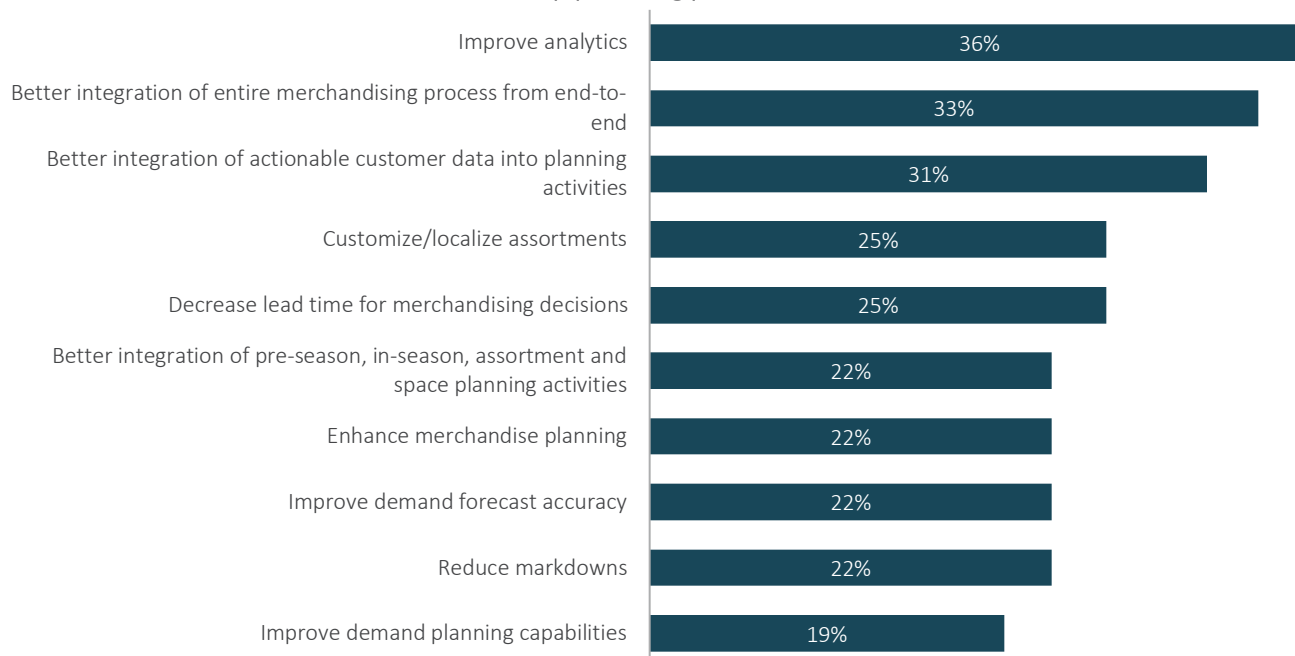 Improve analytics
36%
Better integration of entire merchandising process from end-to-
end
33%
Better integration of actionable customer data into planning
activities
31%
Customize/localize assortments
25%
Decrease lead time for merchandising decisions
25%
Better integration of pre-season, in-season, assortment and
space planning activities
22%
Enhance merchandise planning
22%
Improve demand forecast accuracy
22%
Reduce markdowns
22%
Improve demand planning capabilities
19%